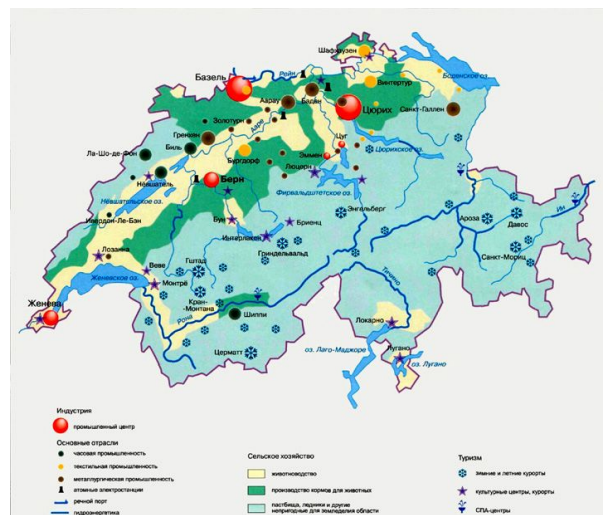 Шафхаузен
Базель
Рейн
Боденское оз.
Винтертур
Баден
Аарау
Цюрих
Санкт-Галлен
Золотурн
Ааре
Гренхен
Цуг
Ла-Шо-де-Фон
Биль
Бургдорф
Эммен
Цюрихское оз.
Люцерн
Невшатель
Берн
Фирвальдштетское оз.
Невшательское оз.
Ивердон-Ле-Бэн
Бриенц
Энгельберг
Ароза
Давос
Ин
Интерлакен
Лозанна
Гриндельвальд
Санкт-Мориц
Веве
Гштад
Женевское оз.
Монтрё
Тичино
Кран-
Монтана
Женева
Рона
Шиппи
Локарно
Церматт
Лугано
оз. Лаго-Маджоре
оз. Лугано
Индустрия
промышленный центр
Основные отрасли
часовая промышленность
текстильная промышленность
металлургическая промышленность
атомные электростанции
речной порт
гидроэнергетика
Сельское хозяйство
животноводство
производство кормов для животных
пастбища, ледники и другие
непригодные для земледелия области
Туризм
зимние и летние курорты
культурные центры, курорты
СПА-центры